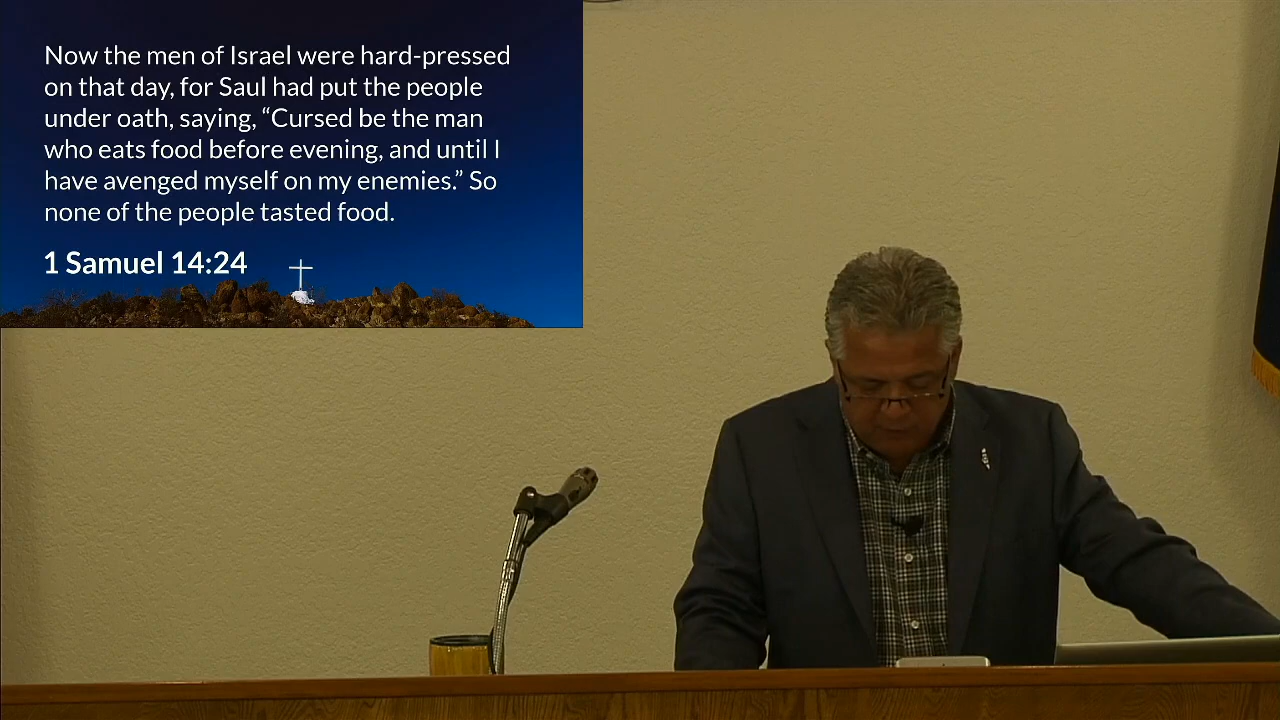 Now the men of Israel were hard-pressed
on that day, for Saul had put the people
under oath, saying, “Cursed be the man
who eats food before evening, and until I
have avenged myself on my enemies.” So
none of the people tasted food.
1 Samuel 14:24